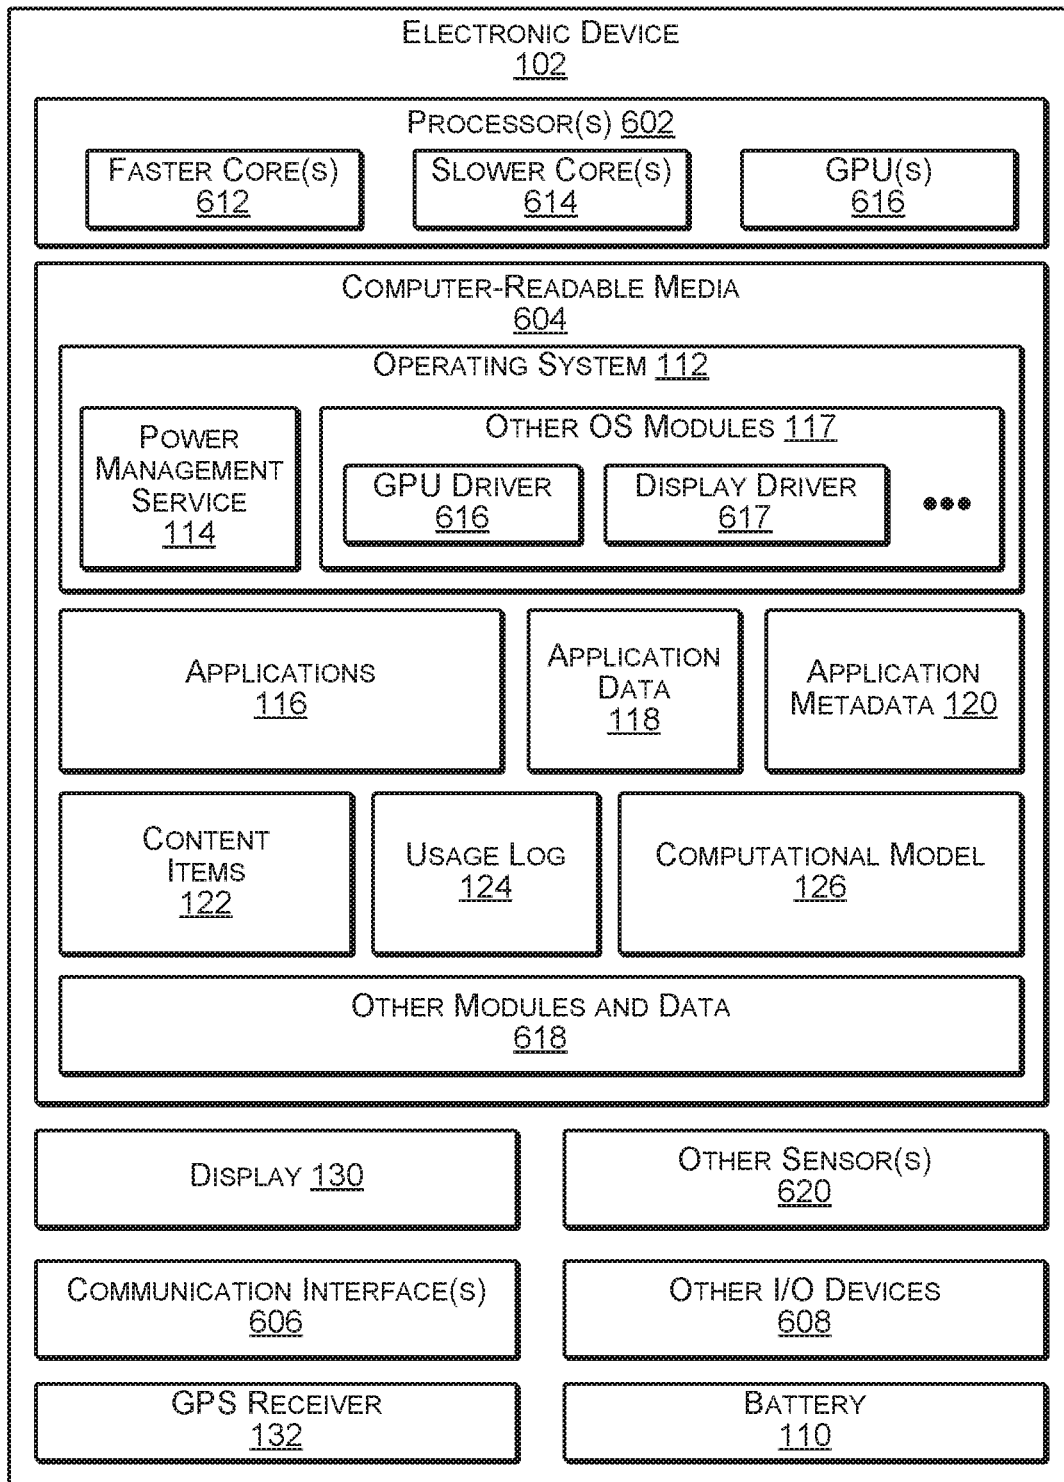 ELECTRONIC DEVICE
102
PROCESSOR(S) 602
FASTER CORE(S)
612
SLOWER CORE(S)
614
GPU(S)
616
COMPUTER-READABLE MEDIA
604
OPERATING SYSTEM 112
POWER
MANAGEMENT
SERVICE
114
OTHER OS MODULES 117
GPU DRIVER
616
DISPLAY DRIVER
617
APPLICATIONS
116
APPLICATION
DATA
118
APPLICATION
METADATA 120
CONTENT
ITEMS
122
USAGE LOG
124
COMPUTATIONAL MODEL
126
OTHER MODULES AND DATA
618
DISPLAY 130
OTHER SENSOR(S)
620
COMMUNICATION INTERFACE(S)
606
OTHER I/O DEVICES
608
GPS RECEIVER
132
BATTERY
110